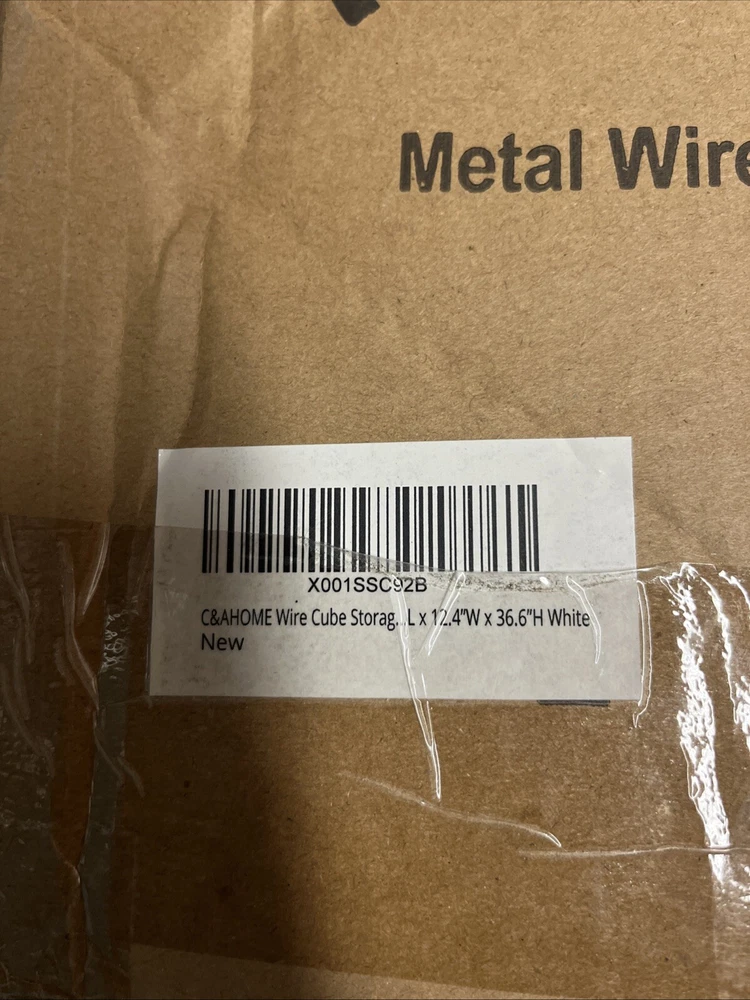 Metal Wire
X001SSC92B
C&AHOME Wire Cube Storag...L x 12.4"W x 36.6"H White
New